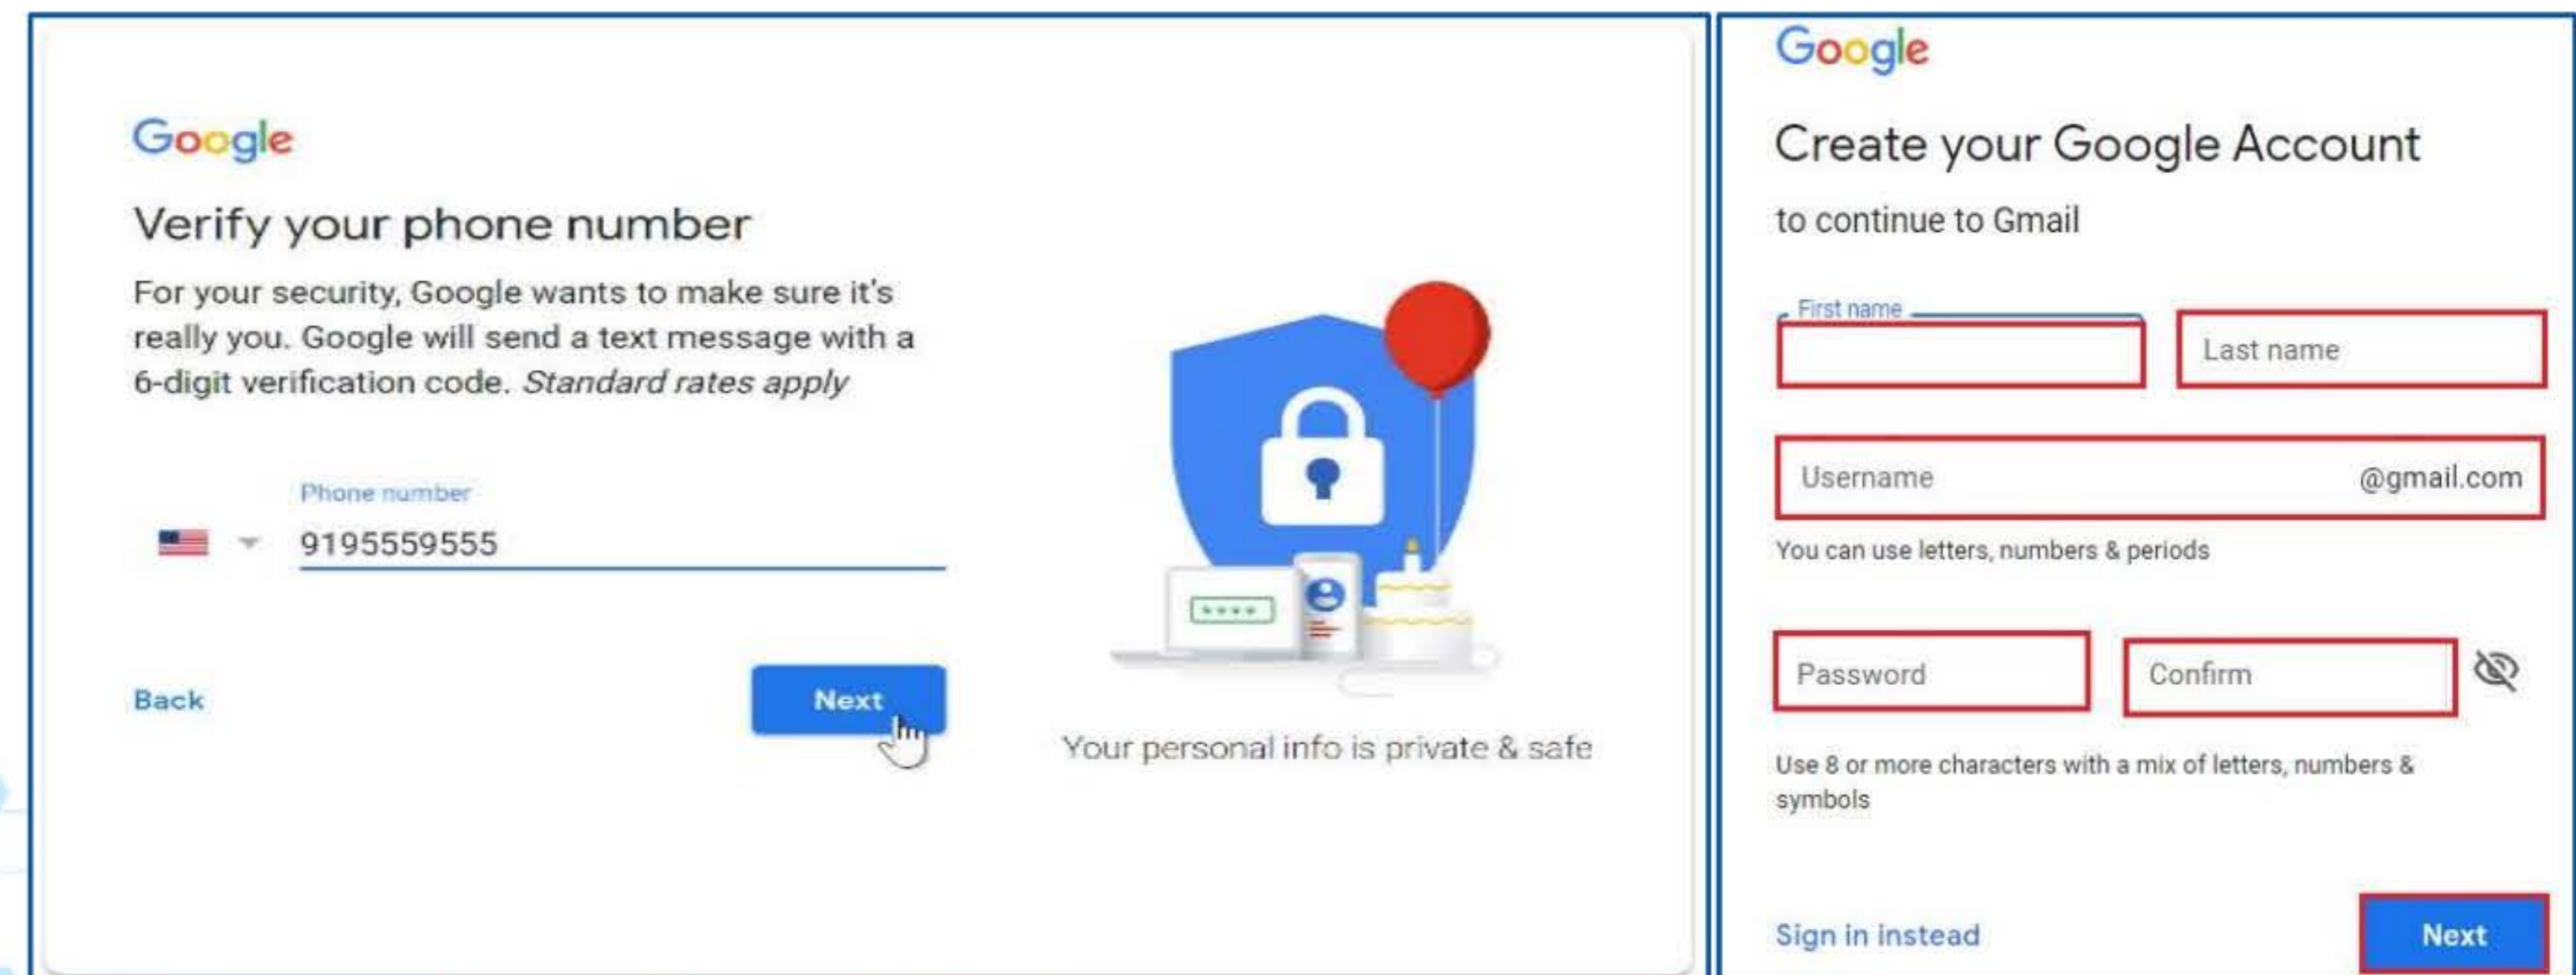 Google
Verify your phone number
For your security, Google wants to make sure it's
really you. Google will send a text message with a
6-digit verification code. Standard rates apply
Phone number
9195559555
Back
Next
****
Your personal info is private & safe
Google
Create your Google Account
to continue to Gmail
First name
Last name
Username
@gmail.com
You can use letters, numbers & periods
Password
Confirm
Use 8 or more characters with a mix of letters, numbers &
symbols
Sign in instead
Next